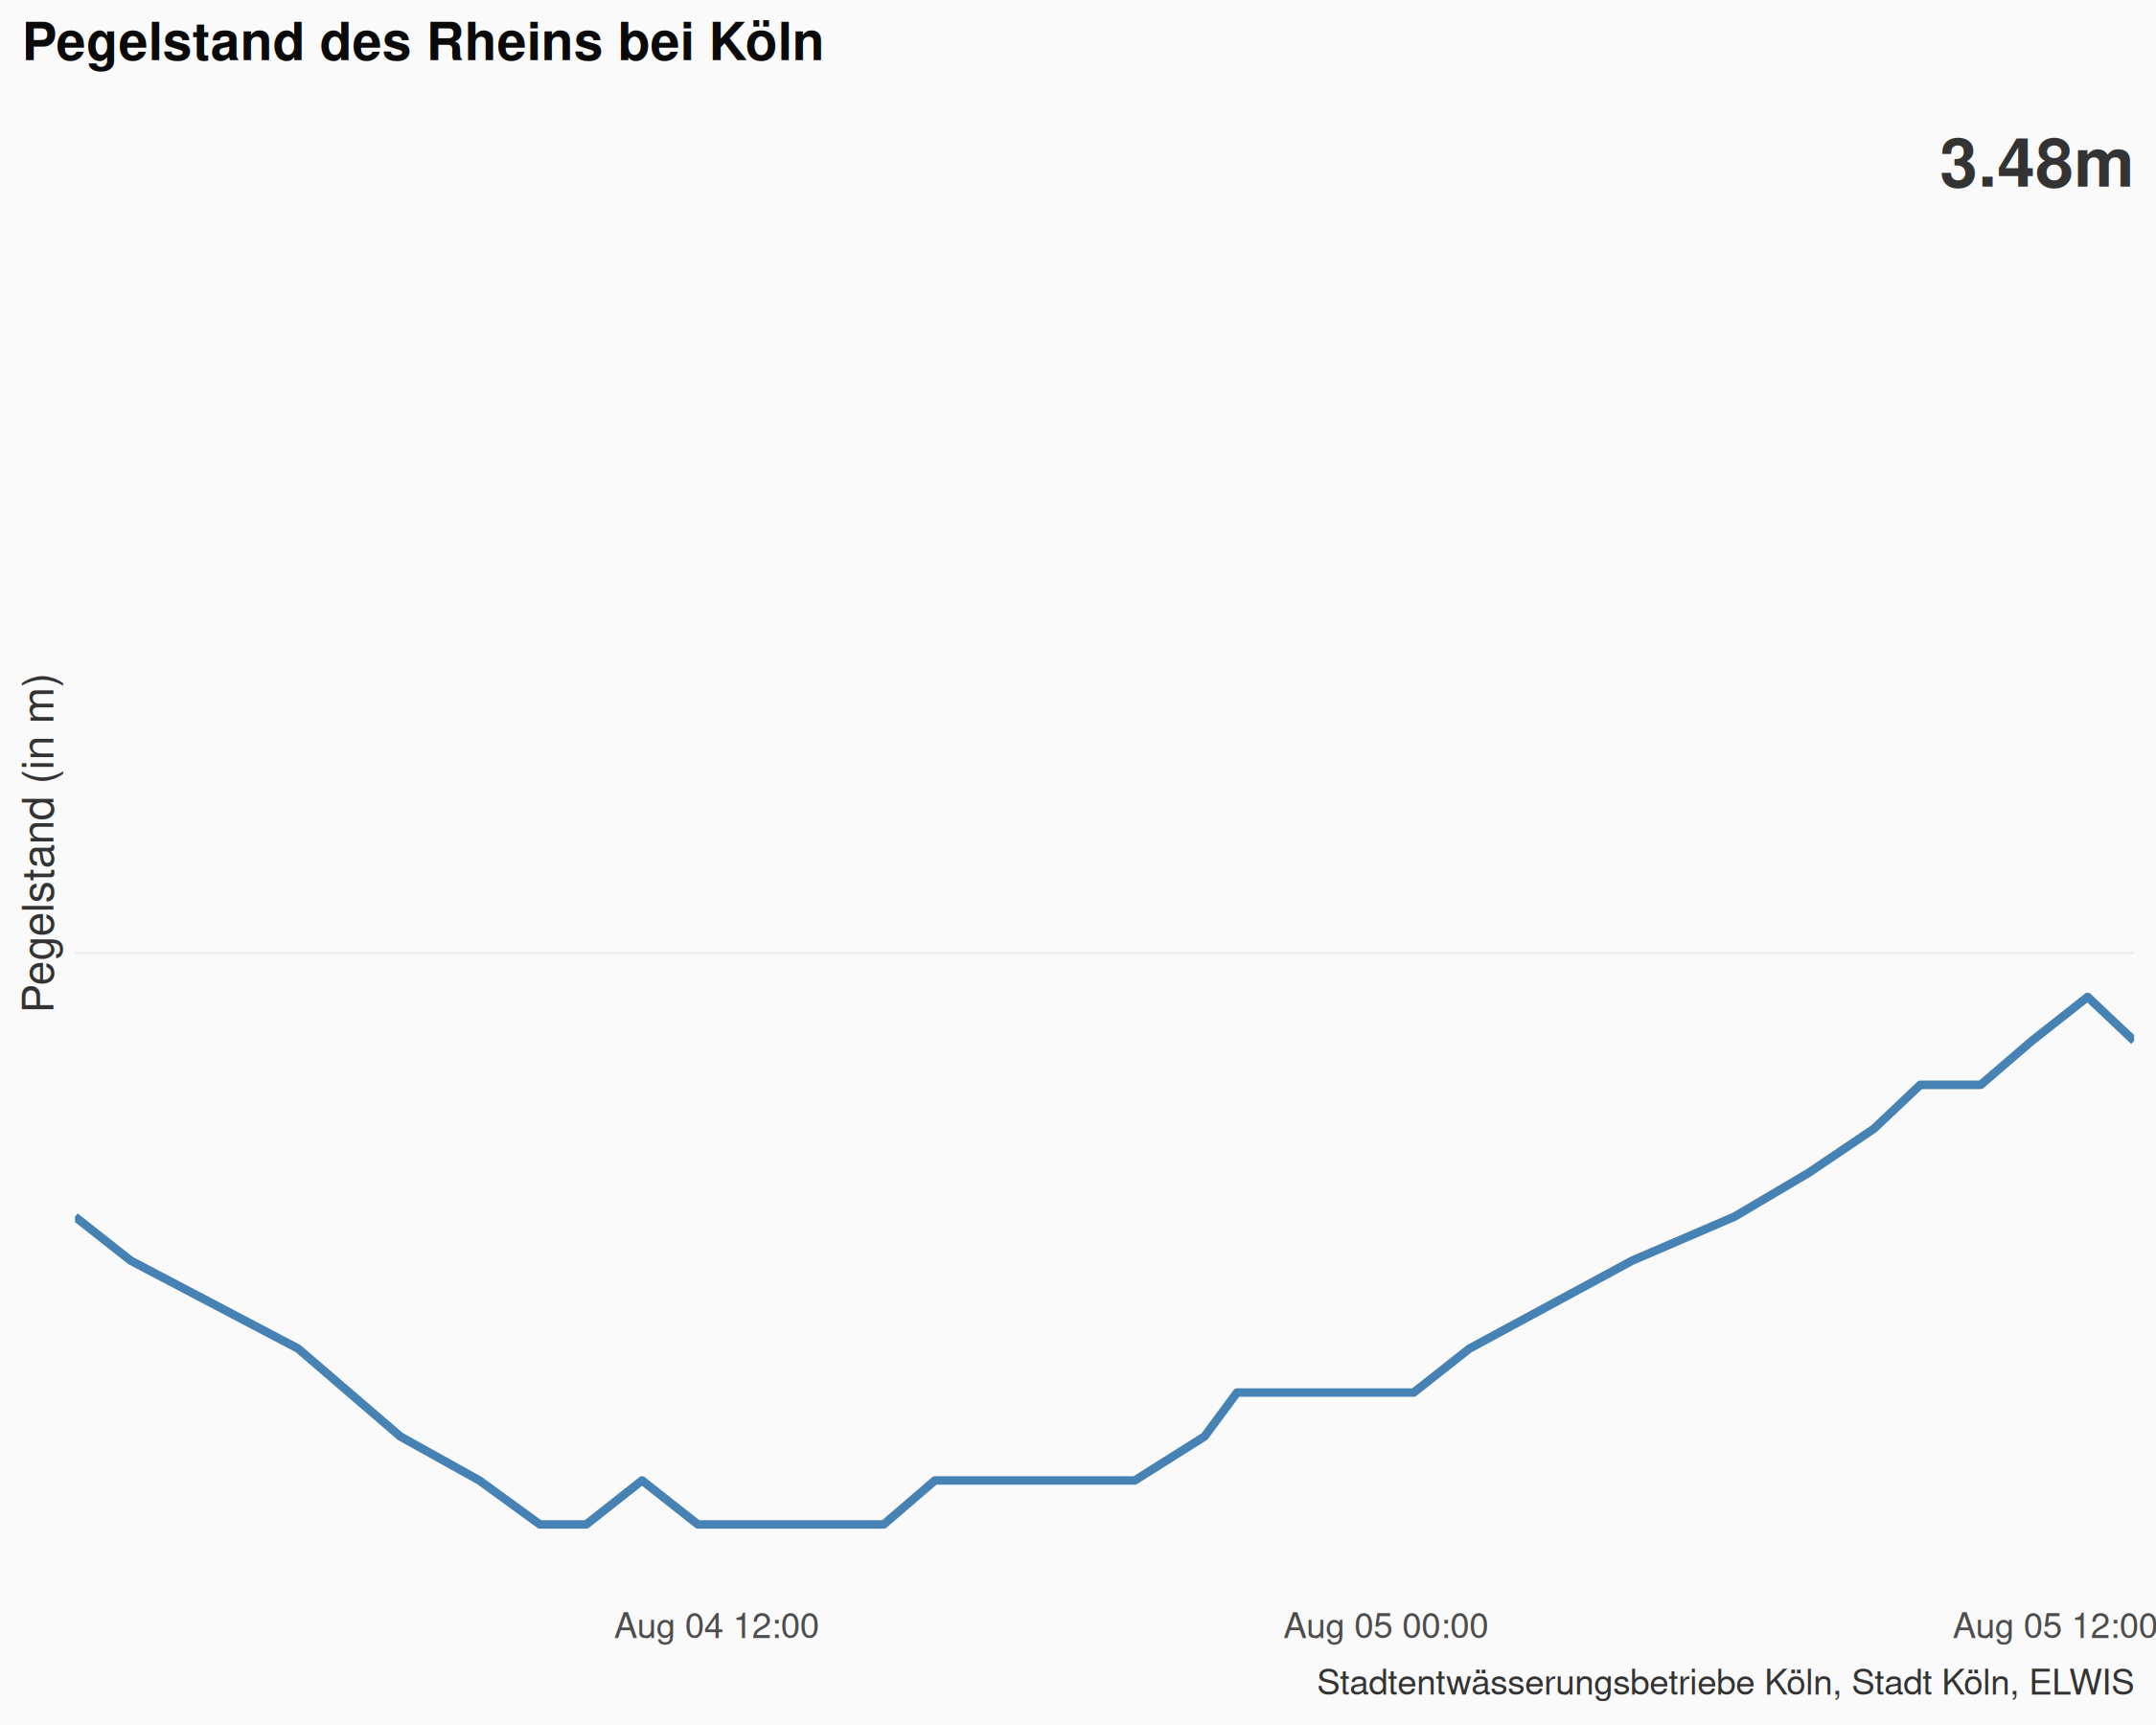 Pegelstand des Rheins bei Köln
3.48m
Pegelstand (in m)
Aug 04 12:00
Aug 05 00:00
Aug 05 12:00
Stadtentwässerungsbetriebe Köln, Stadt Köln, ELWIS